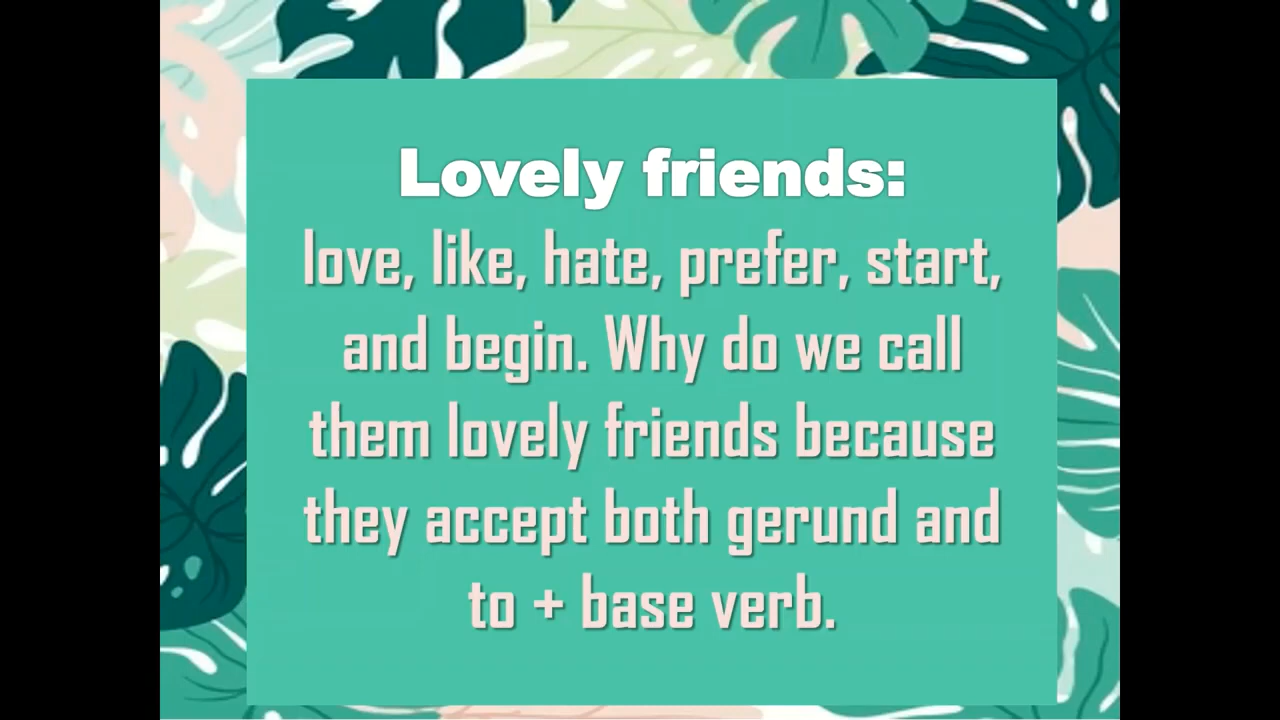 Lovely friends:
love, like, hate, prefer, start,
and begin. Why do we call
them lovely friends because
they accept both gerund and
to + base verb.